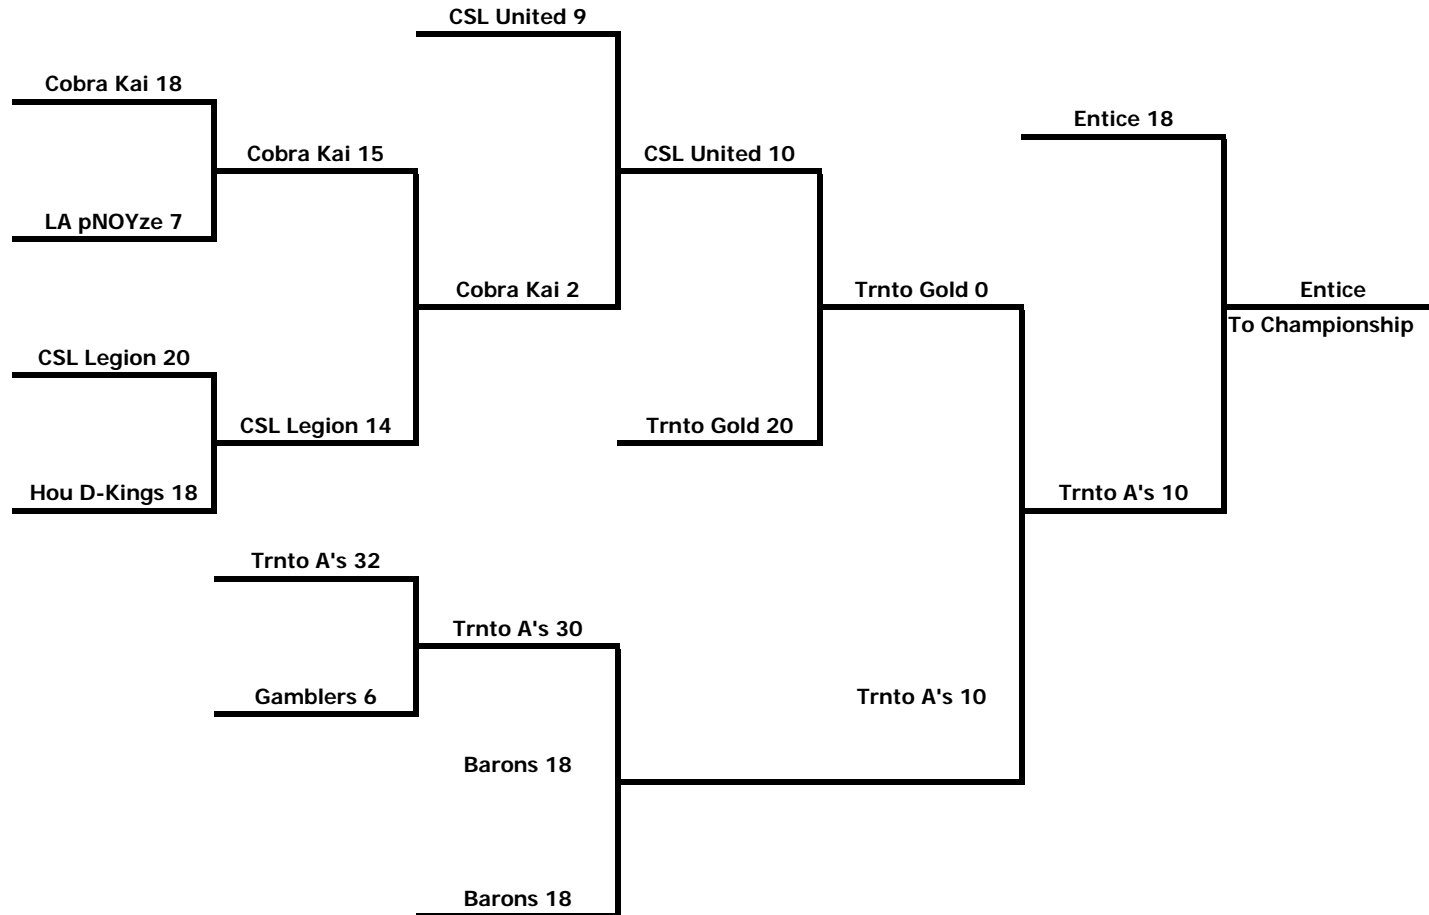 CSL United 9
Cobra Kai 18
Entice 18
Cobra Kai 15
CSL United 10
LA pNOYze 7
Cobra Kai 2
Trnto Gold 0
Entice
To Championship
CSL Legion 20
CSL Legion 14
Trnto Gold 20
Hou D-Kings 18
Trnto A's 10
Trnto A's 32
Trnto A's 30
Gamblers 6
Trnto A's 10
Barons 18
Barons 18